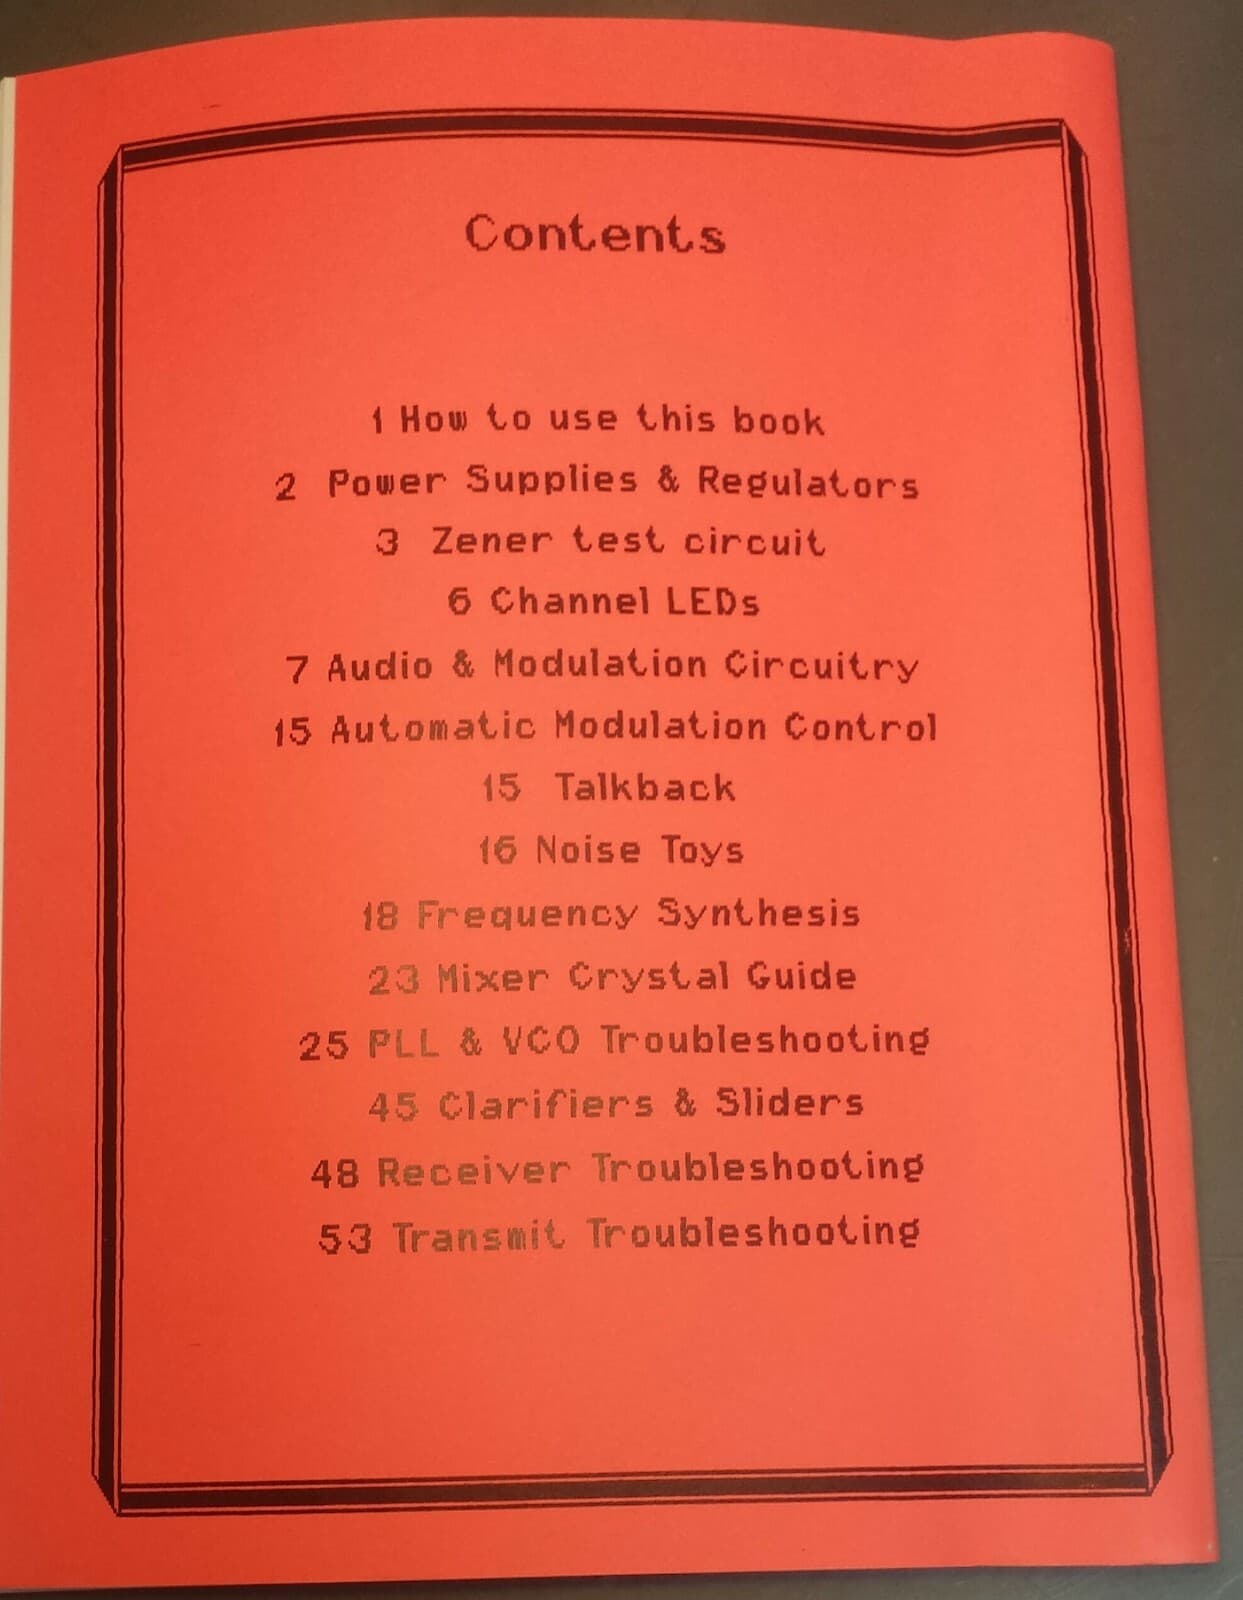 Contents
1 How to use this book
2 Power Supplies & Regulators
3 Zener test circuit
6 Channel LEDs
7 Audio & Modulation Circuitry
15 Automatic Modulation Control
15 Talkback
16 Noise Toys
18 Frequency Synthesis
23 Mixer Crystal Guide
25 PLL & VCO Troubleshooting
45 Clarifiers & Sliders
48 Receiver Troubleshooting
53 Transmit Troubleshooting